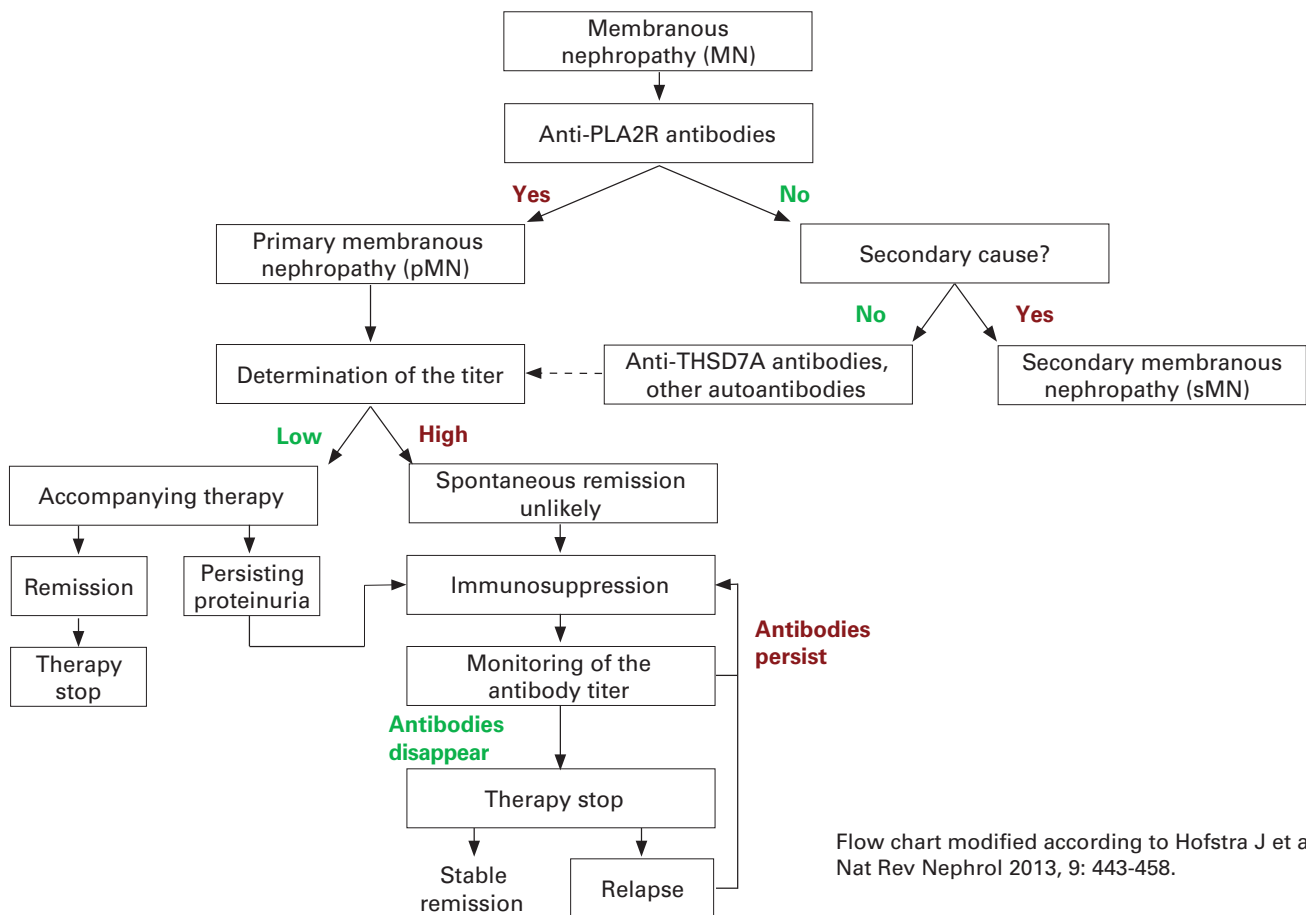 Membranous
nephropathy (MN)
Anti-PLA2R antibodies
Yes
No
Primary membranous
nephropathy (pMN)
Secondary cause?
No
Yes
Determination of the titer
Anti-THSD7A antibodies,
other autoantibodies
Secondary membranous
nephropathy (sMN)
Low
High
Accompanying therapy
Spontaneous remission
unlikely
Remission
Persisting
proteinuria
Immunosuppression
Antibodies
persist
Therapy
stop
Monitoring of the
antibody titer
Antibodies
disappear
Therapy stop
Stable
remission
Relapse
Flow chart modified according to Hofstra J et a
Nat Rev Nephrol 2013, 9: 443-458.